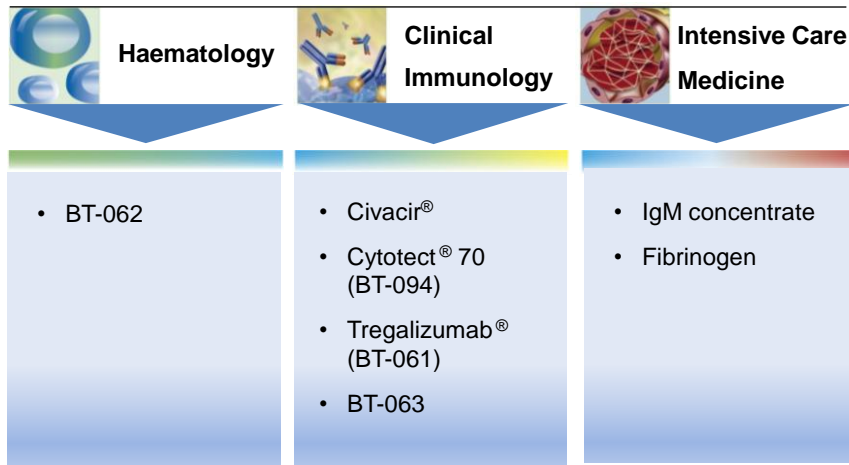 Haematology
• BT-062
Clinical
Immunology
• Civacir®
• Cytotect® 70
(BT-094)
• Tregalizumab®
(BT-061)
• BT-063
Intensive Care
Medicine
• IgM concentrate
• Fibrinogen